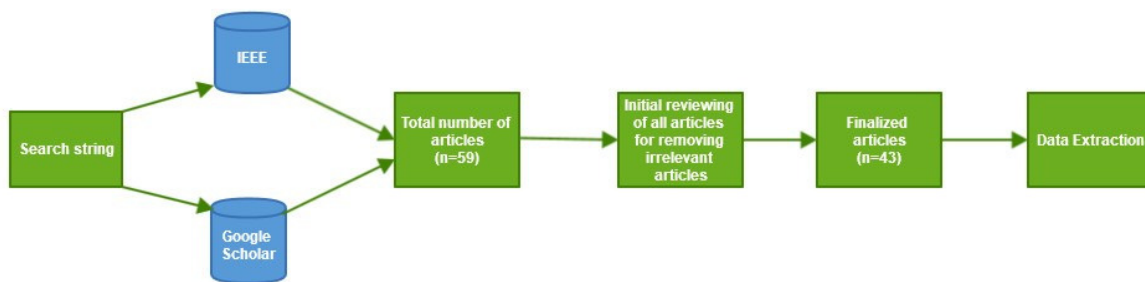 IEEE
Search string
Google
Scholar
Total number of
articles
(n=59)
Initial reviewing
of all articles
for removing
irrelevant
articles
Finalized
articles
(n=43)
Data Extraction